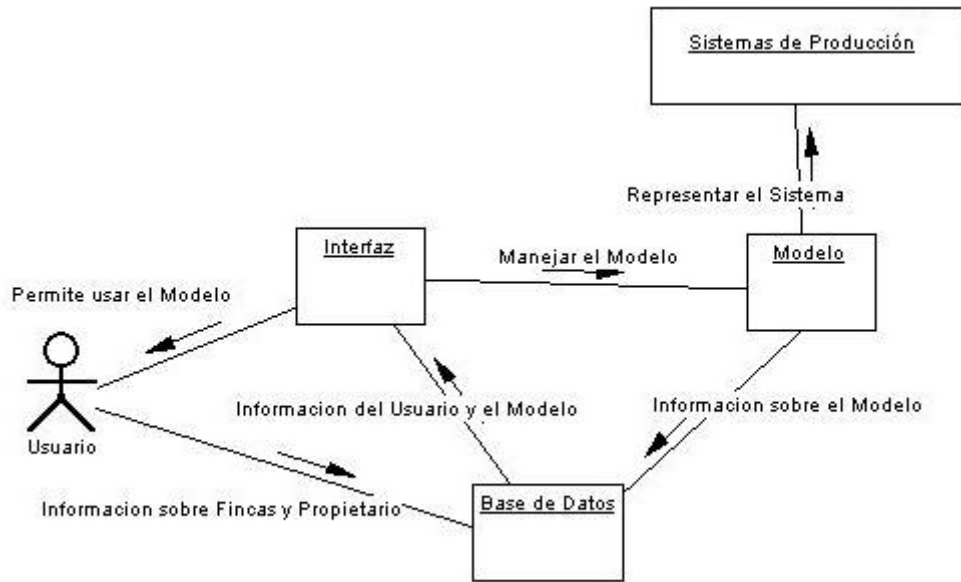 Sistemas de Producción
Representar el Sistema
Interfaz
Manejar el Modelo
Modelo
Permite usar el Modelo
Informacion del Usuario y el Modelo
Informacion sobre el Modelo
Usuario
Informacion sobre Fincas y Propietario
Base de Datos